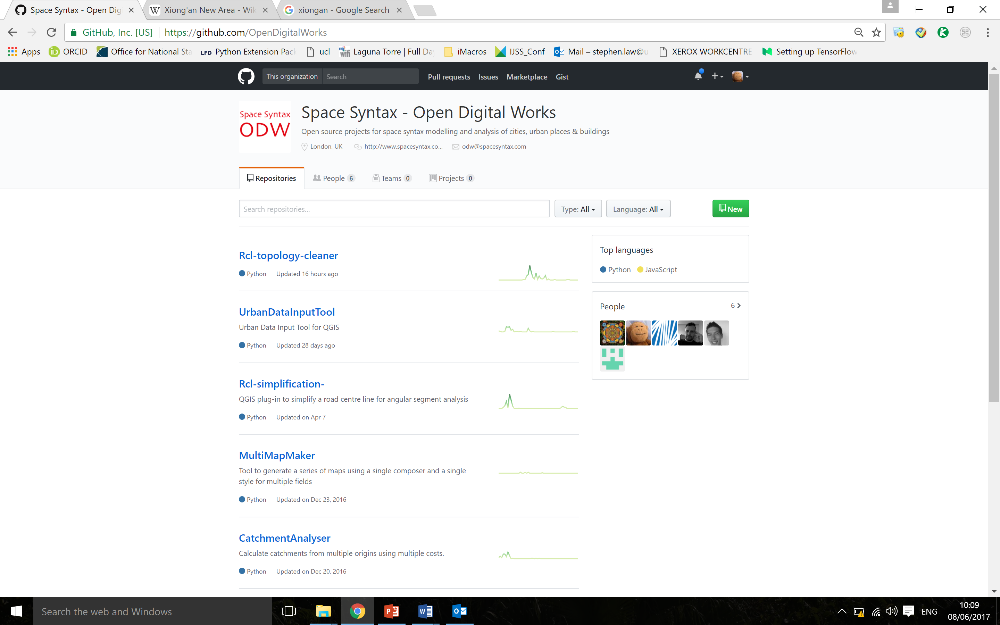 Space Syntax - Open Dig
Xiong'an New Area - Wik
xiongan - Google Search
GitHub, Inc. [US]
https://github.com/OpenDigitalWorks
Apps
ORCID
Office for National Sta
LFD Python Extension Pack
ucl
Laguna Torre | Full Day
iMacros
IJSS_Conf
Mail – stephen.law@u
XEROX WORKCENTRE
Setting up TensorFlow
This organization
Search
Pull requests
Issues
Marketplace
Gist
Space Syntax
ODW
Space Syntax - Open Digital Works
Open source projects for space syntax modelling and analysis of cities, urban places & buildings
London, UK
http://www.spacesyntax.co...
odw@spacesyntax.com
Repositories
People 6
Teams 0
Projects 0
Search repositories...
Type: All
Language: All
New
Rcl-topology-cleaner
Python Updated 16 hours ago
UrbanDataInputTool
Urban Data Input Tool for QGIS
Python Updated 28 days ago
Rcl-simplification-
QGIS plug-in to simplify a road centre line for angular segment analysis
Python Updated on Apr 7
MultiMapMaker
Tool to generate a series of maps using a single composer and a single
style for multiple fields
Python Updated on Dec 23, 2016
CatchmentAnalyser
Calculate catchments from multiple origins using multiple costs.
Python Updated on Dec 20, 2016
Top languages
Python JavaScript
People 6
Search the web and Windows
ENG
10:09
08/06/2017